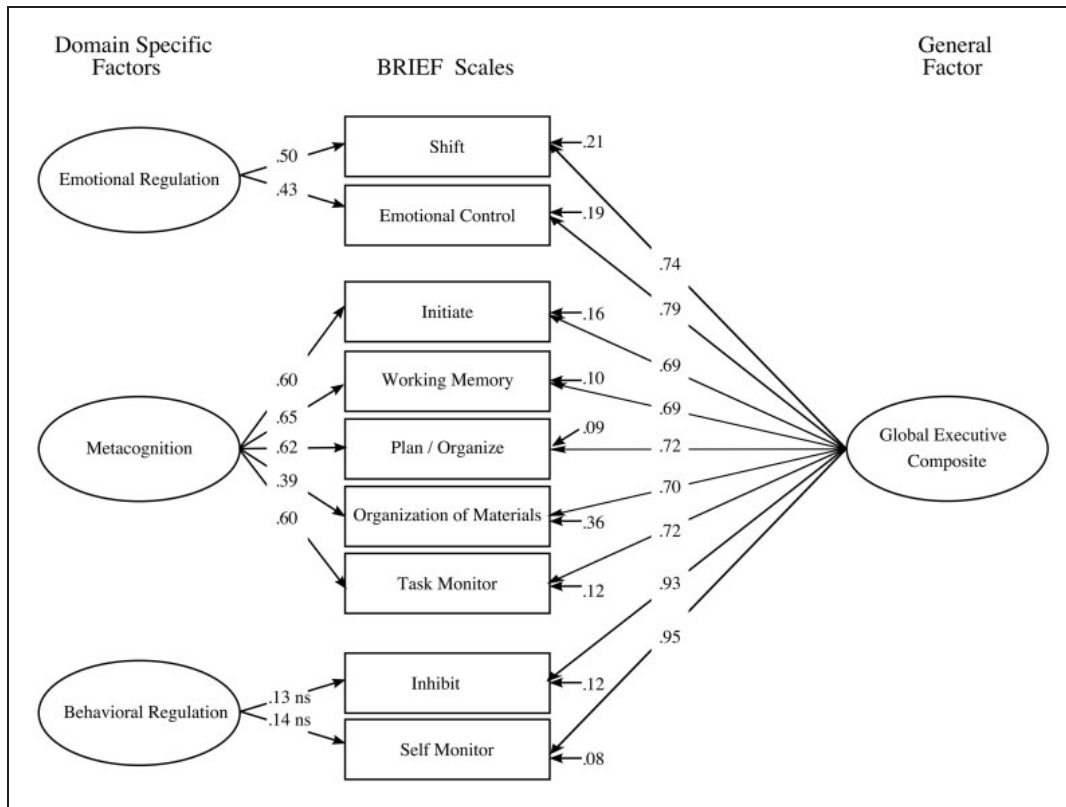 Domain Specific
Factors
BRIEF Scales
General
Factor
Emotional Regulation
.50
.43
Shift
.21
Emotional Control
.19
.74
.79
Initiate
.16
.69
.60
Working Memory
.10
.69
.65
Metacognition
.62
Plan / Organize
.09
.72
Global Executive
Composite
.39
Organization of Materials
.36
.70
.60
Task Monitor
.12
.72
.93
.95
Behavioral Regulation
.13 ns
.14 ns
Inhibit
.12
Self Monitor
.08